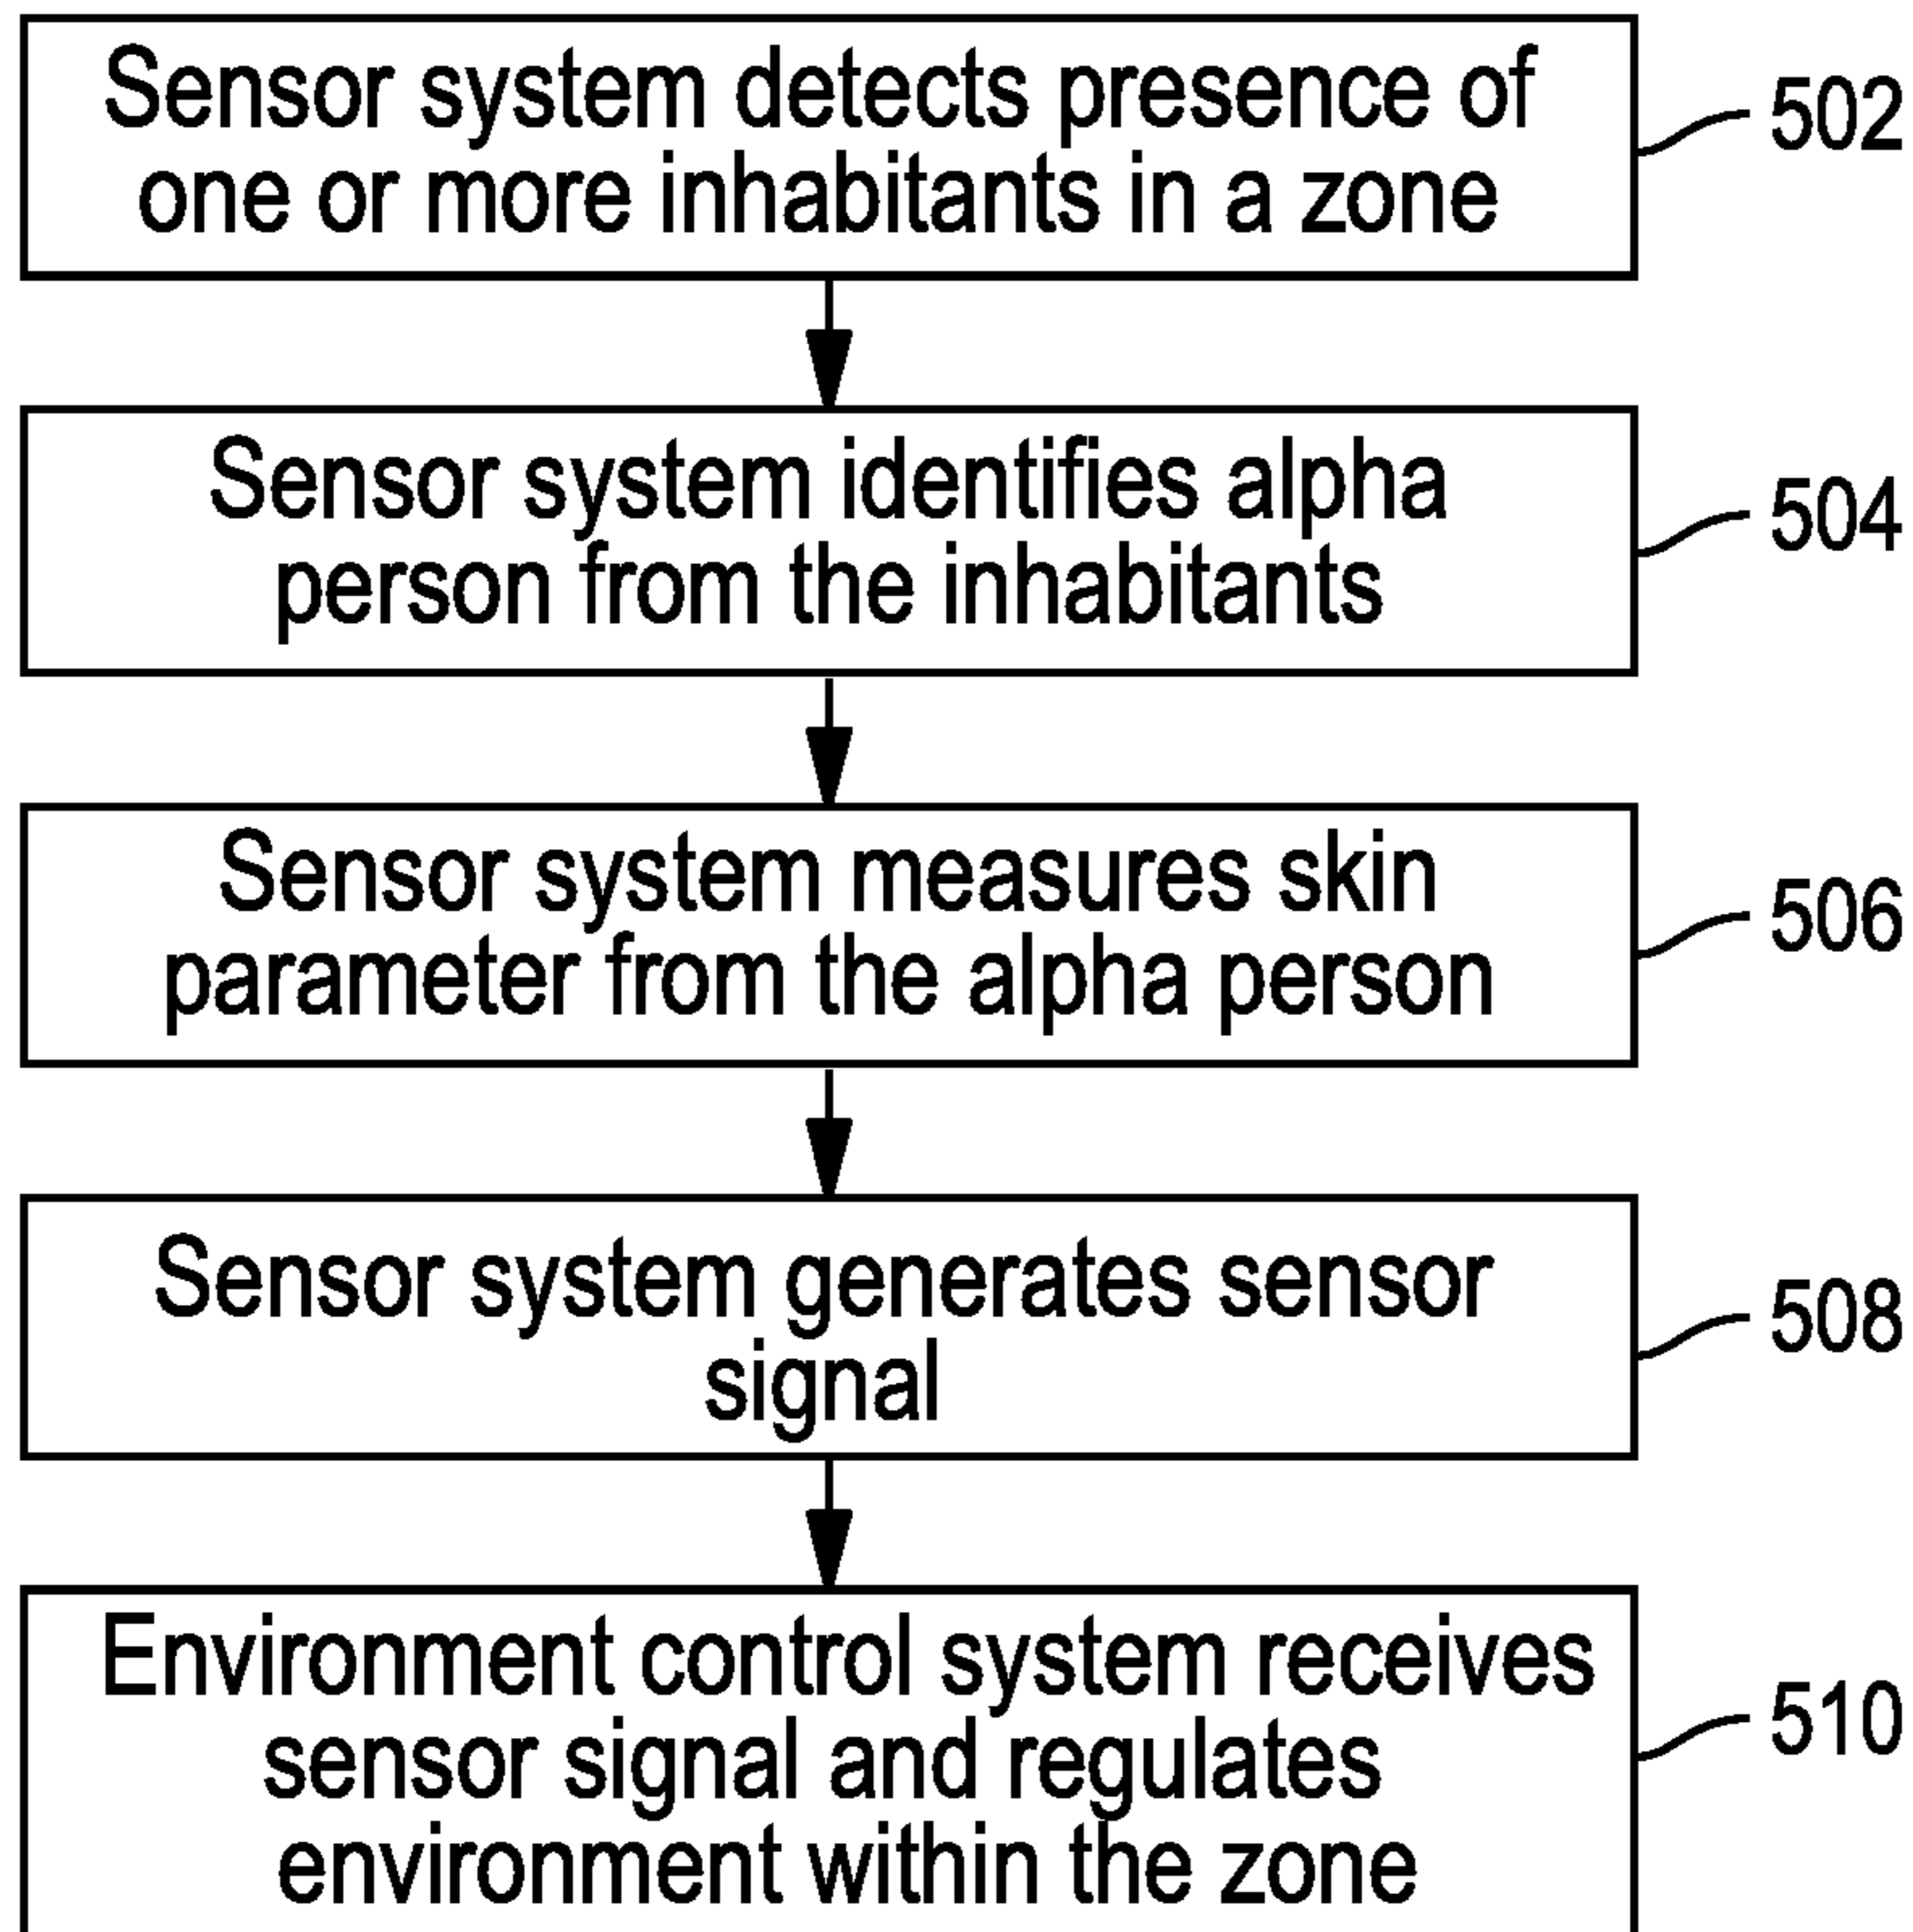 Sensor system detects presence of
one or more inhabitants in a zone
502
Sensor system identifies alpha
person from the inhabitants
504
Sensor system measures skin
parameter from the alpha person
506
Sensor system generates sensor
signal
508
Environment control system receives
sensor signal and regulates
environment within the zone
510